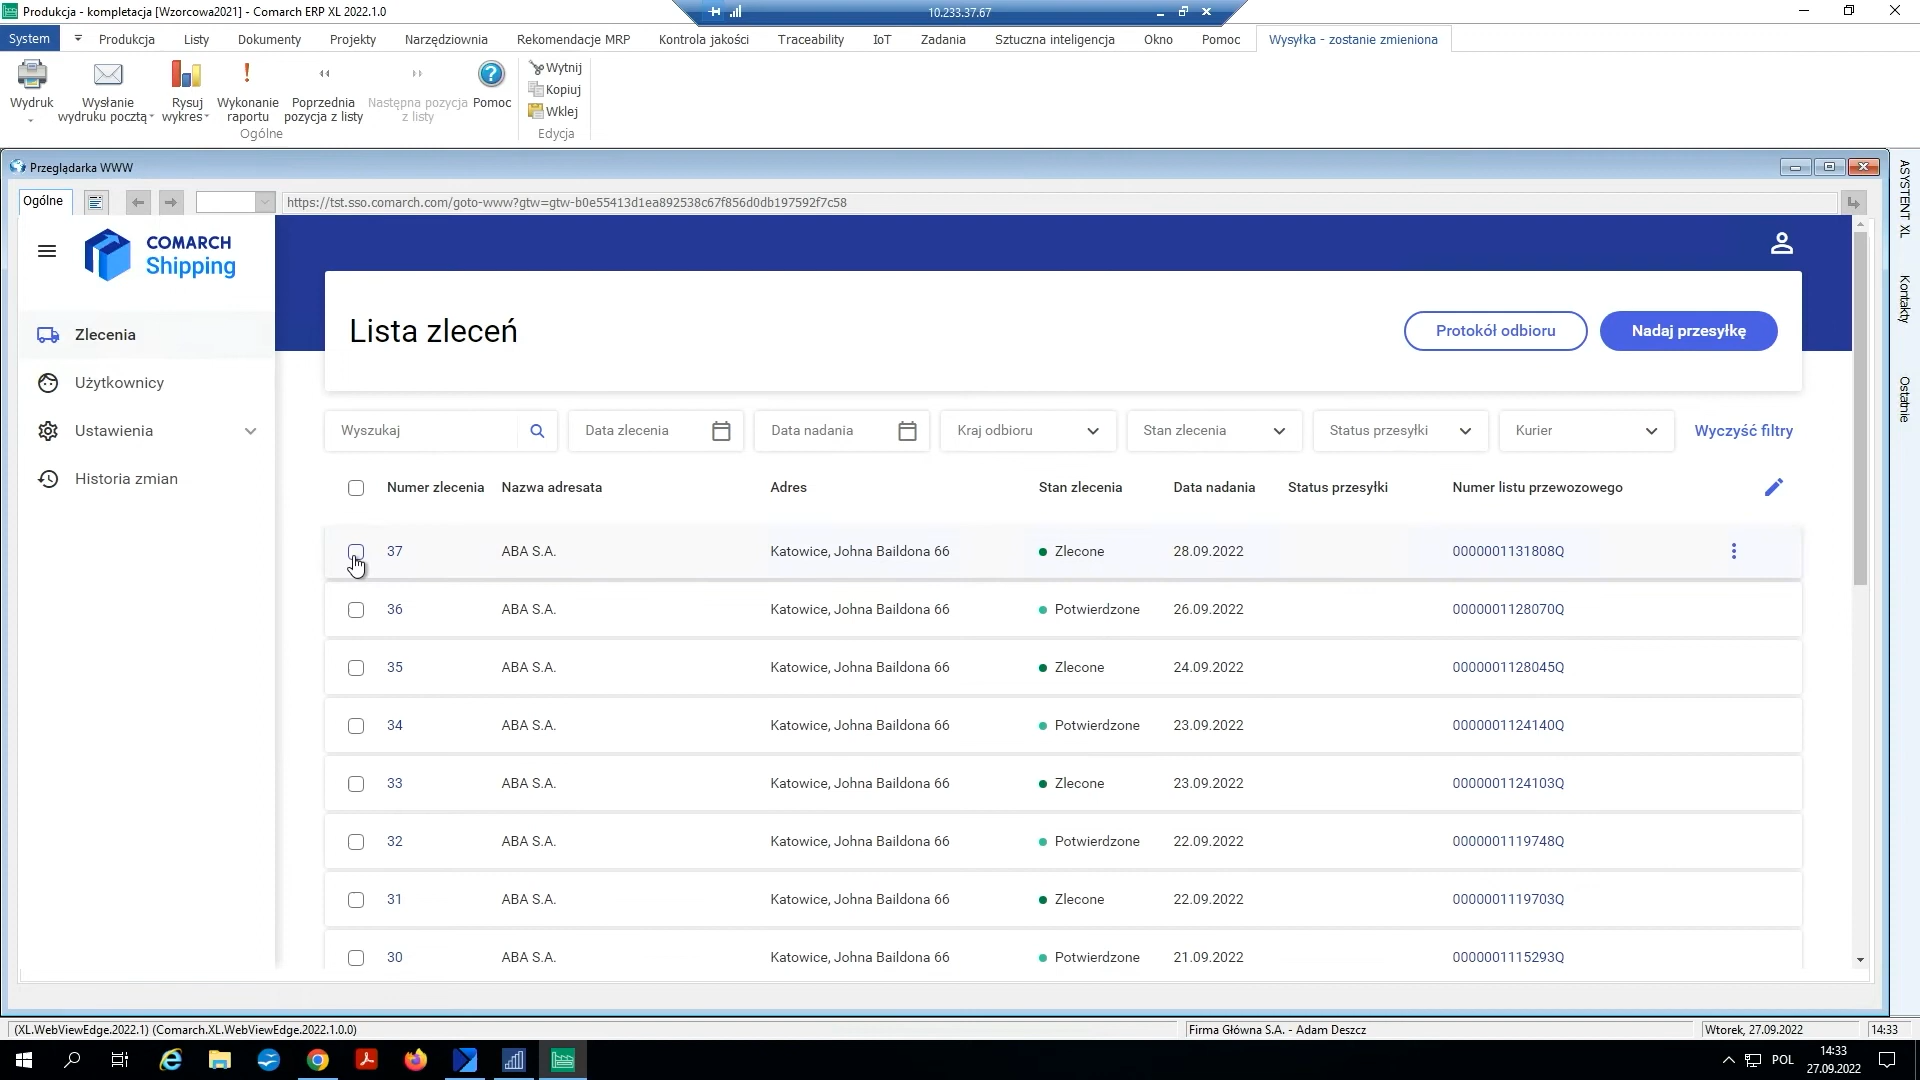 Produkcja - kompletacja [Wzorcowa2021] - Comarch ERP XL 2022.1.0
10.233.37.67
System Produkcja Listy Dokumenty Projekty Narzędziownia Rekomendacje MRP Kontrola jakości Traceability IoT Zadania Sztuczna inteligencja Okno Pomoc Wysyłka - zostanie zmieniona
Wydruk
Wysłanie
wydruku pocztą
Rysuj
wykres
Wykonanie
raportu
Poprzednia
pozycja z listy
Następna pozycja
z listy
Pomoc
Ogólne
Wytnij
Kopiuj
Wklej
Edycja
Przeglądarka WWW
Ogólne
https://tst.sso.comarch.com/goto-www?gtw=gtw-b0e55413d1ea892538c67f856d0db197592f7c58
ASYSTENT XL
Kontakty
Ostatnie
COMARCH
Shipping
Zlecenia
Użytkownicy
Ustawienia
Historia zmian
Lista zleceń
Protokół odbioru
Nadaj przesyłkę
Wyszukaj Data zlecenia Data nadania Kraj odbioru Stan zlecenia Status przesyłki Kurier Wyczyść filtry
Numer zlecenia Nazwa adresata Adres Stan zlecenia Data nadania Status przesyłki Numer listu przewozowego
37 ABA S.A. Katowice, Johna Baildona 66 Zlecone 28.09.2022 0000001131808Q
36 ABA S.A. Katowice, Johna Baildona 66 Potwierdzone 26.09.2022 0000001128070Q
35 ABA S.A. Katowice, Johna Baildona 66 Zlecone 24.09.2022 0000001128045Q
34 ABA S.A. Katowice, Johna Baildona 66 Potwierdzone 23.09.2022 0000001124140Q
33 ABA S.A. Katowice, Johna Baildona 66 Zlecone 23.09.2022 0000001124103Q
32 ABA S.A. Katowice, Johna Baildona 66 Potwierdzone 22.09.2022 0000001119748Q
31 ABA S.A. Katowice, Johna Baildona 66 Zlecone 22.09.2022 0000001119703Q
30 ABA S.A. Katowice, Johna Baildona 66 Potwierdzone 21.09.2022 0000001115293Q
(XL.WebViewEdge.2022.1) (Comarch.XL.WebViewEdge.2022.1.0.0)
Firma Główna S.A. - Adam Deszcz
Wtorek, 27.09.2022
14:33
POL
14:33
27.09.2022